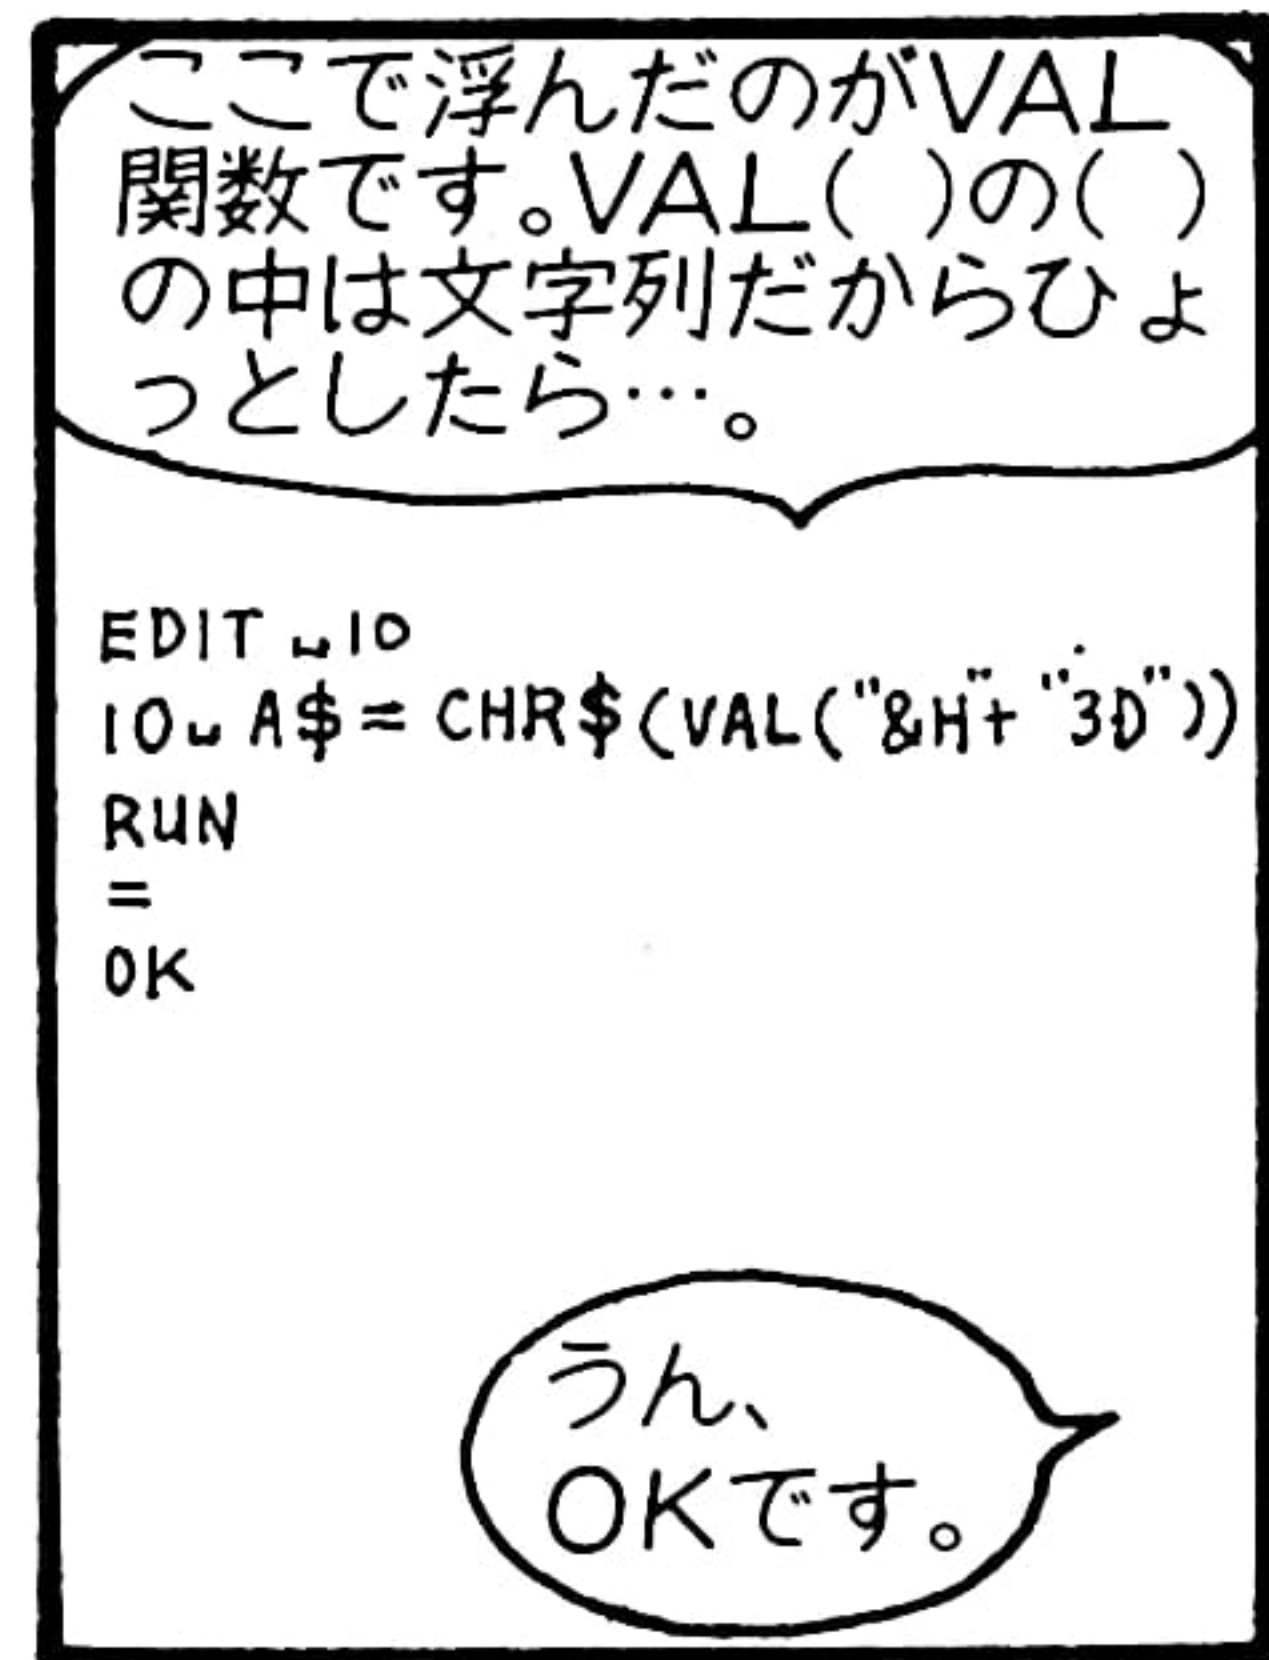 ここで浮んだのがVAL
関数です。VAL( )の( )
の中は文字列だからひょ
っとしたら…。
EDIT␣10
10␣A$=CHR$(VAL("&H"+"3D"))
RUN
=
OK
うん、
OKです。